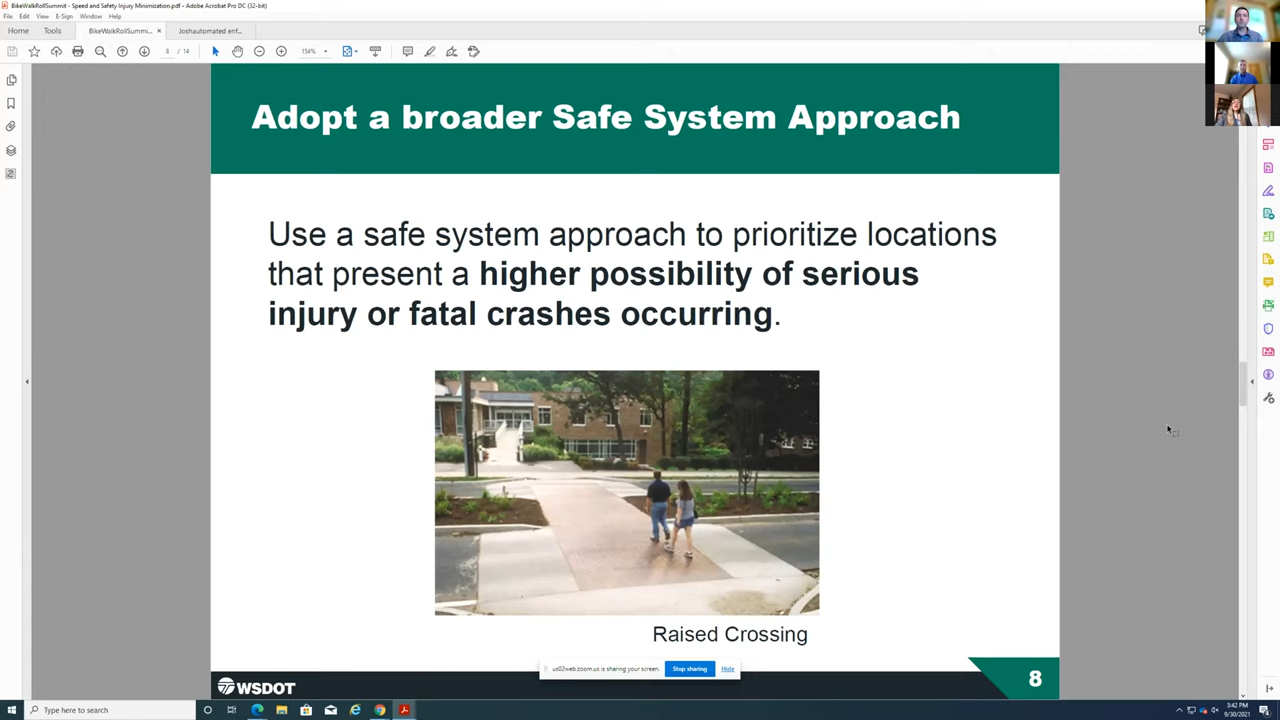 BikeWalkRollSummit - Speed and Safety Injury Minimization.pdf - Adobe Acrobat Pro DC (32-bit)
File Edit View E-Sign Window Help
Home Tools BikeWalkRollSummi... × Joshautomated enf...
8 / 14 154%
Adopt a broader Safe System Approach
Use a safe system approach to prioritize locations
that present a higher possibility of serious
injury or fatal crashes occurring.
Raised Crossing
us02web.zoom.us is sharing your screen. Stop sharing Hide
WSDOT 8
Type here to search
3:42 PM
9/30/2021